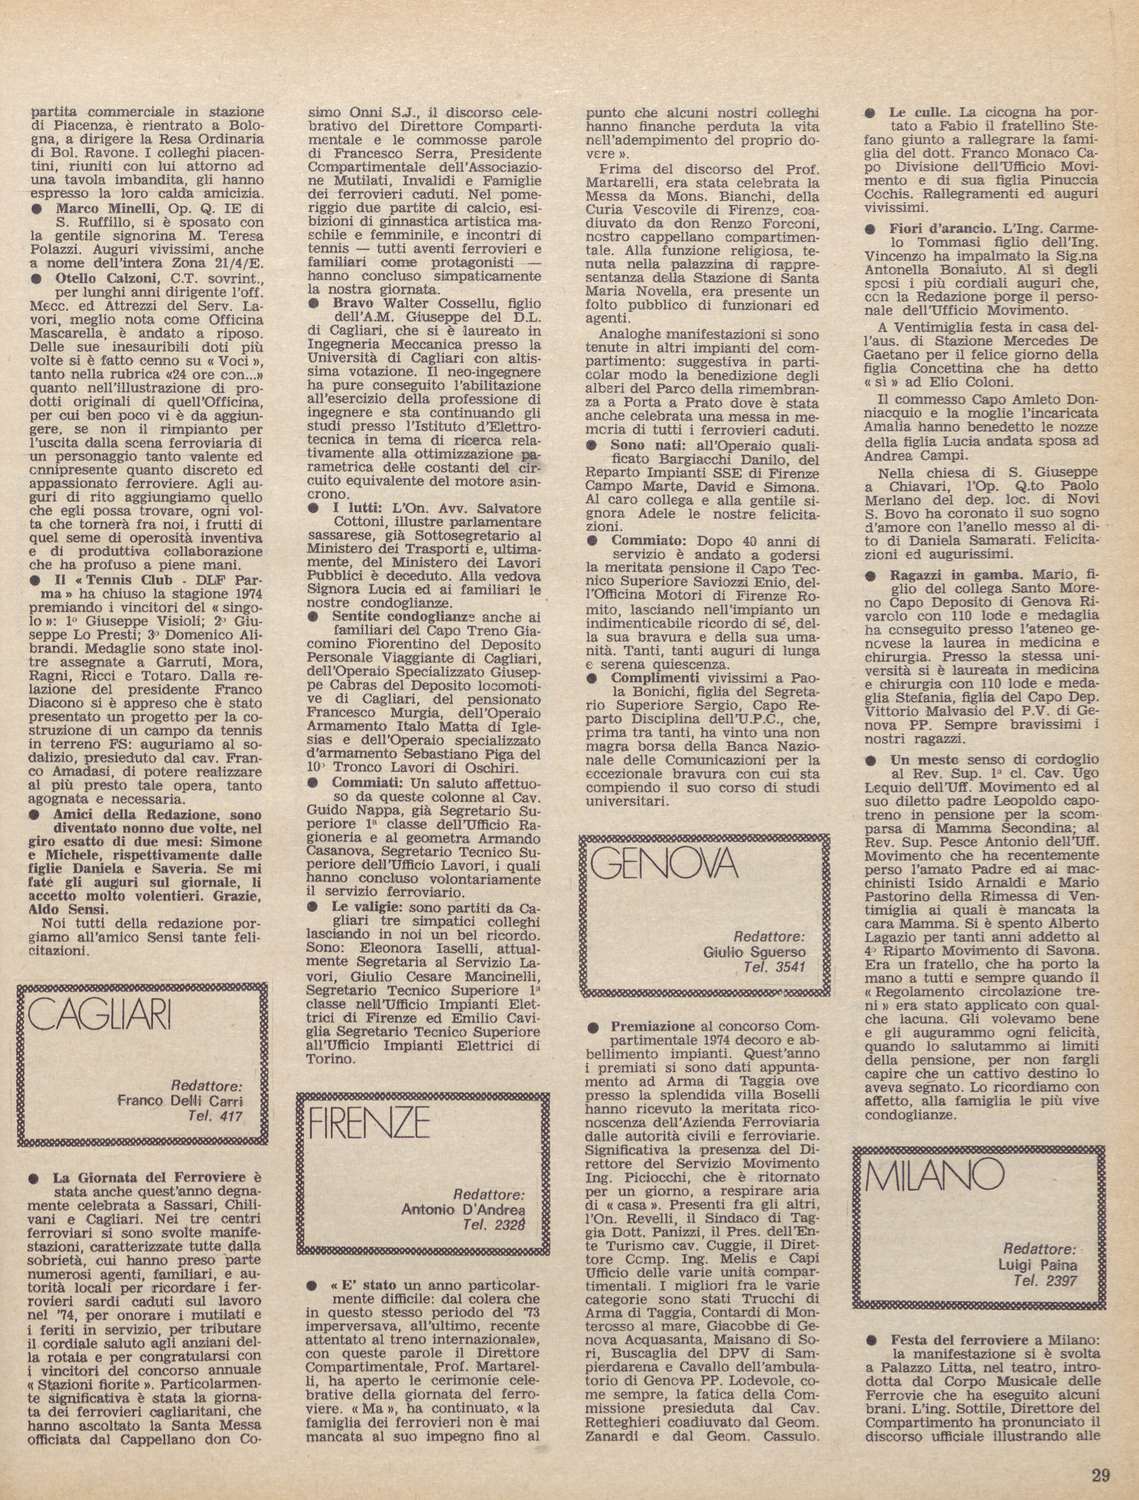 partita commerciale in stazione
di Piacenza, è rientrato a Bolo-
gna, a dirigere la Resa Ordinaria
di Bol. Ravone. I colleghi piacen-
tini, riuniti con lui attorno ad
una tavola imbandita, gli hanno
espresso la loro calda amicizia.
● Marco Minelli, Op. Q. IE di
S. Ruffillo, si è sposato con
la gentile signorina M. Teresa
Polazzi. Auguri vivissimi, anche
a nome dell'intera Zona 21/4/E.
● Otello Calzoni, C.T. sovrint.,
per lunghi anni dirigente l'off.
Mecc. ed Attrezzi del Serv. La-
vori, meglio nota come Officina
Mascarella, è andato a riposo.
Delle sue inesauribili doti più
volte si è fatto cenno su « Voci »,
tanto nella rubrica «24 ore con...»
quanto nell'illustrazione di pro-
dotti originali di quell'Officina,
per cui ben poco vi è da aggiun-
gere, se non il rimpianto per
l'uscita dalla scena ferroviaria di
un personaggio tanto valente ed
onnipresente quanto discreto ed
appassionato ferroviere. Agli au-
guri di rito aggiungiamo quello
che egli possa trovare, ogni vol-
ta che tornerà fra noi, i frutti di
quel seme di operosità inventiva
e di produttiva collaborazione
che ha profuso a piene mani.
● Il « Tennis Club - DLF Par-
ma » ha chiuso la stagione 1974
premiando i vincitori del « singo-
lo »: 1º Giuseppe Visioli; 2º Giu-
seppe Lo Presti; 3º Domenico Ali-
brandi. Medaglie sono state inol-
tre assegnate a Garruti, Mora,
Ragni, Ricci e Totaro. Dalla re-
lazione del presidente Franco
Diacono si è appreso che è stato
presentato un progetto per la co-
struzione di un campo da tennis
in terreno FS: auguriamo al so-
dalizio, presieduto dal cav. Fran-
co Amadasi, di potere realizzare
al più presto tale opera, tanto
agognata e necessaria.
● Amici della Redazione, sono
diventato nonno due volte, nel
giro esatto di due mesi: Simone
e Michele, rispettivamente dalle
figlie Daniela e Saveria. Se mi
fate gli auguri sul giornale, li
accetto molto volentieri. Grazie,
Aldo Sensi.
Noi tutti della redazione por-
giamo all'amico Sensi tante feli-
citazioni.
CAGLIARI
Redattore:
Franco Delli Carri
Tel. 417
● La Giornata del Ferroviere è
stata anche quest'anno degna-
mente celebrata a Sassari, Chili-
vani e Cagliari. Nei tre centri
ferroviari si sono svolte manife-
stazioni, caratterizzate tutte dalla
sobrietà, cui hanno preso parte
numerosi agenti, familiari, e au-
torità locali per ricordare i fer-
rovieri sardi caduti sul lavoro
nel '74, per onorare i mutilati e
i feriti in servizio, per tributare
il cordiale saluto agli anziani del-
la rotaia e per congratularsi con
i vincitori del concorso annuale
« Stazioni fiorite ». Particolarmen-
te significativa è stata la giorna-
ta dei ferrovieri cagliaritani, che
hanno ascoltato la Santa Messa
officiata dal Cappellano don Co-
simo Onni S.J., il discorso cele-
brativo del Direttore Comparti-
mentale e le commosse parole
di Francesco Serra, Presidente
Compartimentale dell'Associazio-
ne Mutilati, Invalidi e Famiglie
dei ferrovieri caduti. Nel pome-
riggio due partite di calcio, esi-
bizioni di ginnastica artistica ma-
schile e femminile, e incontri di
tennis — tutti aventi ferrovieri e
familiari come protagonisti —
hanno concluso simpaticamente
la nostra giornata.
● Bravo Walter Cossellu, figlio
dell'A.M. Giuseppe del D.L.
di Cagliari, che si è laureato in
Ingegneria Meccanica presso la
Università di Cagliari con altis-
sima votazione. Il neo-ingegnere
ha pure conseguito l'abilitazione
all'esercizio della professione di
ingegnere e sta continuando gli
studi presso l'Istituto d'Elettro-
tecnica in tema di ricerca rela-
tivamente alla ottimizzazione pa-
rametrica delle costanti del cir-
cuito equivalente del motore asin-
crono.
● I lutti: L'On. Avv. Salvatore
Cottoni, illustre parlamentare
sassarese, già Sottosegretario al
Ministero dei Trasporti e, ultima-
mente, del Ministero dei Lavori
Pubblici è deceduto. Alla vedova
Signora Lucia ed ai familiari le
nostre condoglianze.
● Sentite condoglianze anche ai
familiari del Capo Treno Gia-
comino Fiorentino del Deposito
Personale Viaggiante di Cagliari,
dell'Operaio Specializzato Giusep-
pe Cabras del Deposito locomoti-
ve di Cagliari, del pensionato
Francesco Murgia, dell'Operaio
Armamento Italo Matta di Igle-
sias e dell'Operaio specializzato
d'armamento Sebastiano Piga del
10º Tronco Lavori di Oschiri.
● Commiati: Un saluto affettuo-
so da queste colonne al Cav.
Guido Nappa, già Segretario Su-
periore 1ª classe dell'Ufficio Ra-
gioneria e al geometra Armando
Casanova, Segretario Tecnico Su-
periore dell'Ufficio Lavori, i quali
hanno concluso volontariamente
il servizio ferroviario.
● Le valigie: sono partiti da Ca-
gliari tre simpatici colleghi
lasciando in noi un bel ricordo.
Sono: Eleonora Iaselli, attual-
mente Segretaria al Servizio La-
vori, Giulio Cesare Mancinelli,
Segretario Tecnico Superiore 1ª
classe nell'Ufficio Impianti Elet-
trici di Firenze ed Emilio Cavi-
glia Segretario Tecnico Superiore
all'Ufficio Impianti Elettrici di
Torino.
FIRENZE
Redattore:
Antonio D'Andrea
Tel. 2328
● « E' stato un anno particolar-
mente difficile: dal colera che
in questo stesso periodo del '73
imperversava, all'ultimo, recente
attentato al treno internazionale»,
con queste parole il Direttore
Compartimentale, Prof. Martarel-
li, ha aperto le cerimonie cele-
brative della giornata del ferro-
viere. « Ma », ha continuato, « la
famiglia dei ferrovieri non è mai
mancata al suo impegno fino al
punto che alcuni nostri colleghi
hanno finanche perduta la vita
nell'adempimento del proprio do-
vere ».
Prima del discorso del Prof.
Martarelli, era stata celebrata la
Messa da Mons. Bianchi, della
Curia Vescovile di Firenze, coa-
diuvato da don Renzo Forconi,
nostro cappellano compartimen-
tale. Alla funzione religiosa, te-
nuta nella palazzina di rappre-
sentanza della Stazione di Santa
Maria Novella, era presente un
folto pubblico di funzionari ed
agenti.
Analoghe manifestazioni si sono
tenute in altri impianti del com-
partimento: suggestiva in parti-
colar modo la benedizione degli
alberi del Parco della rimembran-
za a Porta a Prato dove è stata
anche celebrata una messa in me-
moria di tutti i ferrovieri caduti.
● Sono nati: all'Operaio quali-
ficato Bargiacchi Danilo, del
Reparto Impianti SSE di Firenze
Campo Marte, David e Simona.
Al caro collega e alla gentile si-
gnora Adele le nostre felicita-
zioni.
● Commiato: Dopo 40 anni di
servizio è andato a godersi
la meritata pensione il Capo Tec-
nico Superiore Saviozzi Enio, del-
l'Officina Motori di Firenze Ro-
mito, lasciando nell'impianto un
indimenticabile ricordo di sé, del-
la sua bravura e della sua uma-
nità. Tanti, tanti auguri di lunga
e serena quiescenza.
● Complimenti vivissimi a Pao-
la Bonichi, figlia del Segreta-
rio Superiore Sergio, Capo Re-
parto Disciplina dell'U.P.C., che,
prima tra tanti, ha vinto una non
magra borsa della Banca Nazio-
nale delle Comunicazioni per la
eccezionale bravura con cui sta
compiendo il suo corso di studi
universitari.
GENOVA
Redattore:
Giulio Sguerso
Tel. 3541
● Premiazione al concorso Com-
partimentale 1974 decoro e ab-
bellimento impianti. Quest'anno
i premiati si sono dati appunta-
mento ad Arma di Taggia ove
presso la splendida villa Boselli
hanno ricevuto la meritata rico-
noscenza dell'Azienda Ferroviaria
dalle autorità civili e ferroviarie.
Significativa la presenza del Di-
rettore del Servizio Movimento
Ing. Piciocchi, che è ritornato
per un giorno, a respirare aria
di « casa ». Presenti fra gli altri,
l'On. Revelli, il Sindaco di Tag-
gia Dott. Panizzi, il Pres. dell'En-
te Turismo cav. Cuggie, il Diret-
tore Comp. Ing. Melis e Capi
Ufficio delle varie unità compar-
timentali. I migliori fra le varie
categorie sono stati Trucchi di
Arma di Taggia, Contardi di Mon-
terosso al mare, Giacobbe di Ge-
nova Acquasanta, Maisano di So-
ri, Buscaglia del DPV di Sam-
pierdarena e Cavallo dell'ambula-
torio di Genova PP. Lodevole, co-
me sempre, la fatica della Com-
missione presieduta dal Cav.
Retteghieri coadiuvato dal Geom.
Zanardi e dal Geom. Cassulo.
● Le culle. La cicogna ha por-
tato a Fabio il fratellino Ste-
fano giunto a rallegrare la fami-
glia del dott. Franco Monaco Ca-
po Divisione dell'Ufficio Movi-
mento e di sua figlia Pinuccia
Occhis. Rallegramenti ed auguri
vivissimi.
● Fiori d'arancio. L'Ing. Carme-
lo Tommasi figlio dell'Ing.
Vincenzo ha impalmato la Sig.na
Antonella Bonaiuto. Al sì degli
sposi i più cordiali auguri che,
con la Redazione porge il perso-
nale dell'Ufficio Movimento.
A Ventimiglia festa in casa del-
l'aus. di Stazione Mercedes De
Gaetano per il felice giorno della
figlia Concettina che ha detto
« sì » ad Elio Coloni.
Il commesso Capo Amleto Don-
niacquio e la moglie l'incaricata
Amalia hanno benedetto le nozze
della figlia Lucia andata sposa ad
Andrea Campi.
Nella chiesa di S. Giuseppe
a Chiavari, l'Op. Q.to Paolo
Merlano del dep. loc. di Novi
S. Bovo ha coronato il suo sogno
d'amore con l'anello messo al di-
to di Daniela Samarati. Felicita-
zioni ed augurissimi.
● Ragazzi in gamba. Mario, fi-
glio del collega Santo More-
no Capo Deposito di Genova Ri-
varolo con 110 lode e medaglia
ha conseguito presso l'ateneo ge-
novese la laurea in medicina e
chirurgia. Presso la stessa uni-
versità si è laureata in medicina
e chirurgia con 110 lode e meda-
glia Stefania, figlia del Capo Dep.
Vittorio Malvasio del P.V. di Ge-
nova PP. Sempre bravissimi i
nostri ragazzi.
● Un mesto senso di cordoglio
al Rev. Sup. 1ª cl. Cav. Ugo
Lequio dell'Uff. Movimento ed al
suo diletto padre Leopoldo capo-
treno in pensione per la scom-
parsa di Mamma Secondina; al
Rev. Sup. Pesce Antonio dell'Uff.
Movimento che ha recentemente
perso l'amato Padre ed ai mac-
chinisti Isido Arnaldi e Mario
Pastorino della Rimessa di Ven-
timiglia ai quali è mancata la
cara Mamma. Si è spento Alberto
Lagazio per tanti anni addetto al
4º Riparto Movimento di Savona.
Era un fratello, che ha porto la
mano a tutti e sempre quando il
« Regolamento circolazione tre-
ni » era stato applicato con qual-
che lacuna. Gli volevamo bene
e gli augurammo ogni felicità,
quando lo salutammo ai limiti
della pensione, per non fargli
capire che un cattivo destino lo
aveva segnato. Lo ricordiamo con
affetto, alla famiglia le più vive
condoglianze.
MILANO
Redattore:
Luigi Paina
Tel. 2397
● Festa del ferroviere a Milano:
la manifestazione si è svolta
a Palazzo Litta, nel teatro, intro-
dotta dal Corpo Musicale delle
Ferrovie che ha eseguito alcuni
brani. L'ing. Sottile, Direttore del
Compartimento ha pronunciato il
discorso ufficiale illustrando alle
29